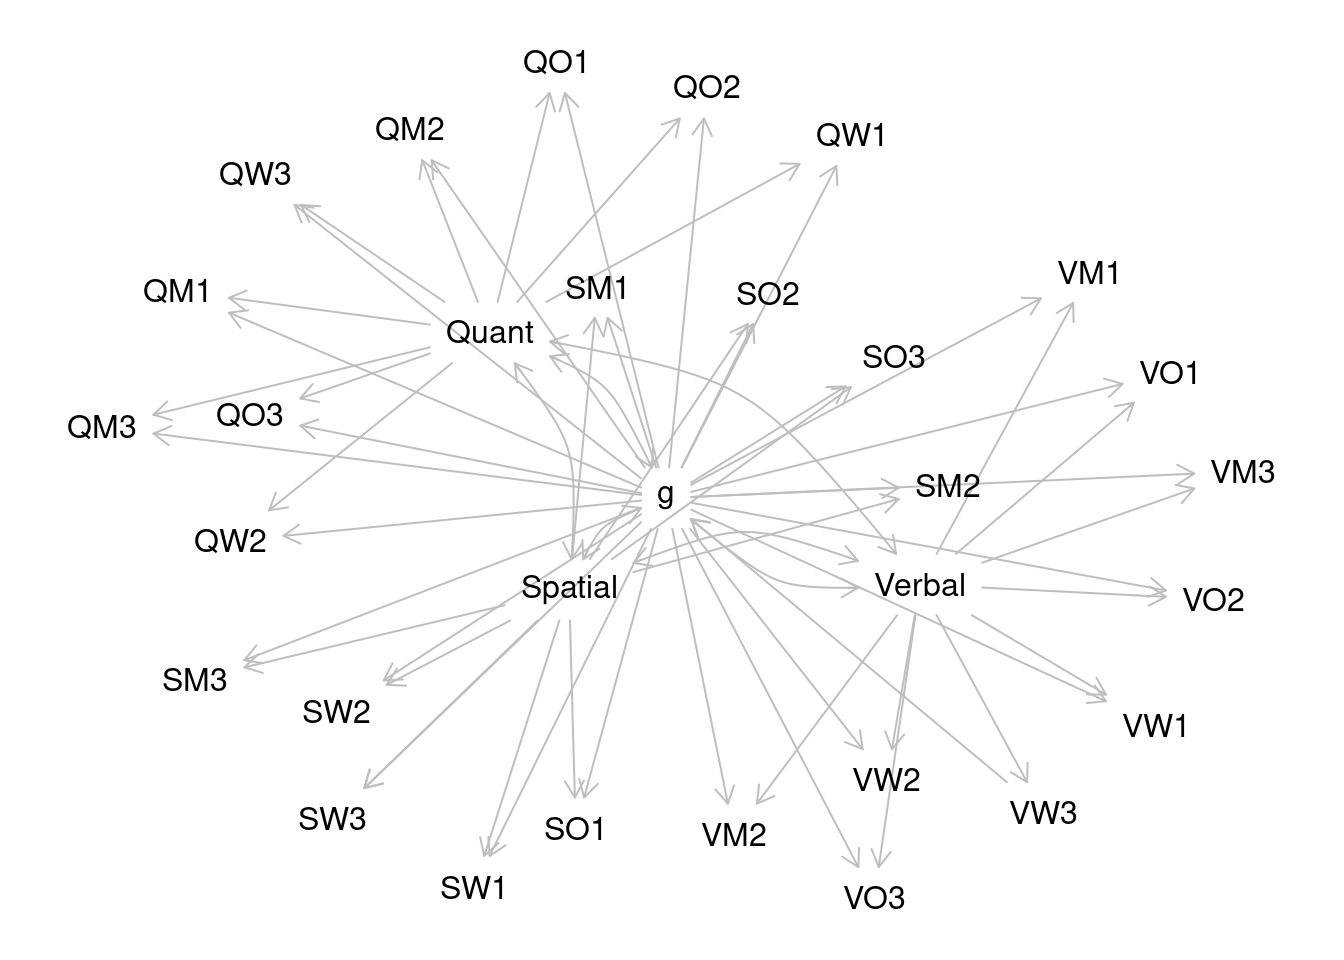 QO1
QO2
QM2
QW1
QW3
VM1
QM1
SM1
SO2
Quant
SO3
VO1
QO3
QM3
VM3
SM2
g
QW2
Spatial
Verbal
VO2
SM3
SW2
VW1
VW2
VW3
SW3
SO1
VM2
SW1
VO3